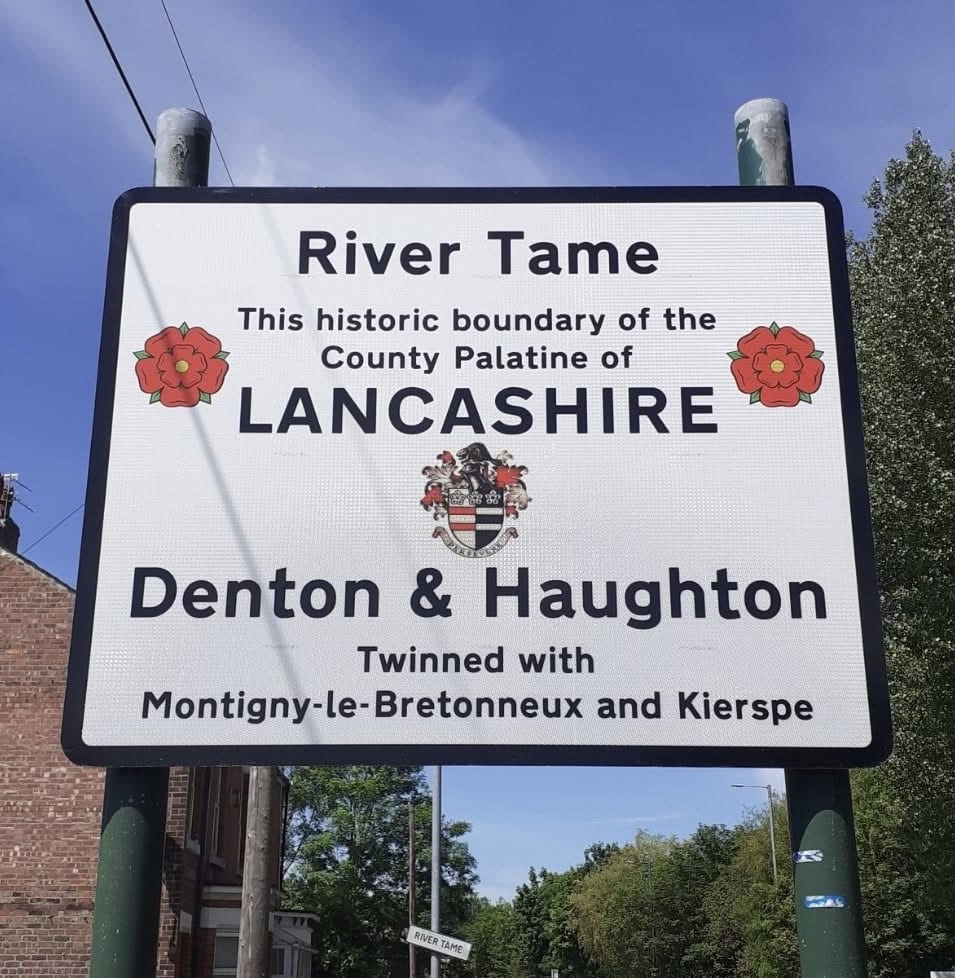 River Tame
This historic boundary of the
County Palatine of
LANCASHIRE
PERSEVERE
Denton & Haughton
Twinned with
Montigny-le-Bretonneux and Kierspe
RIVER TAME